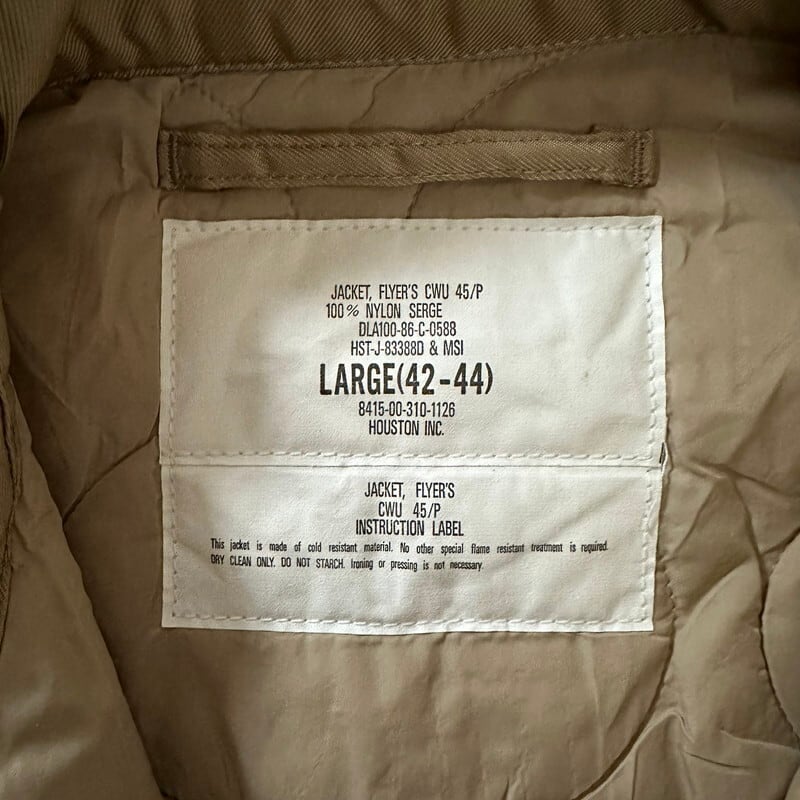 JACKET, FLYER'S CWU 45/P
100% NYLON SERGE
DLA100-86-C-0588
HST-J-83388D & MSI
LARGE(42-44)
8415-00-310-1126
HOUSTON INC.
JACKET, FLYER'S
CWU 45/P
INSTRUCTION LABEL
This jacket is made of cold resistant material. No other special flame resistant treatment is required.
DRY CLEAN ONLY. DO NOT STARCH. Ironing or pressing is not necessary.